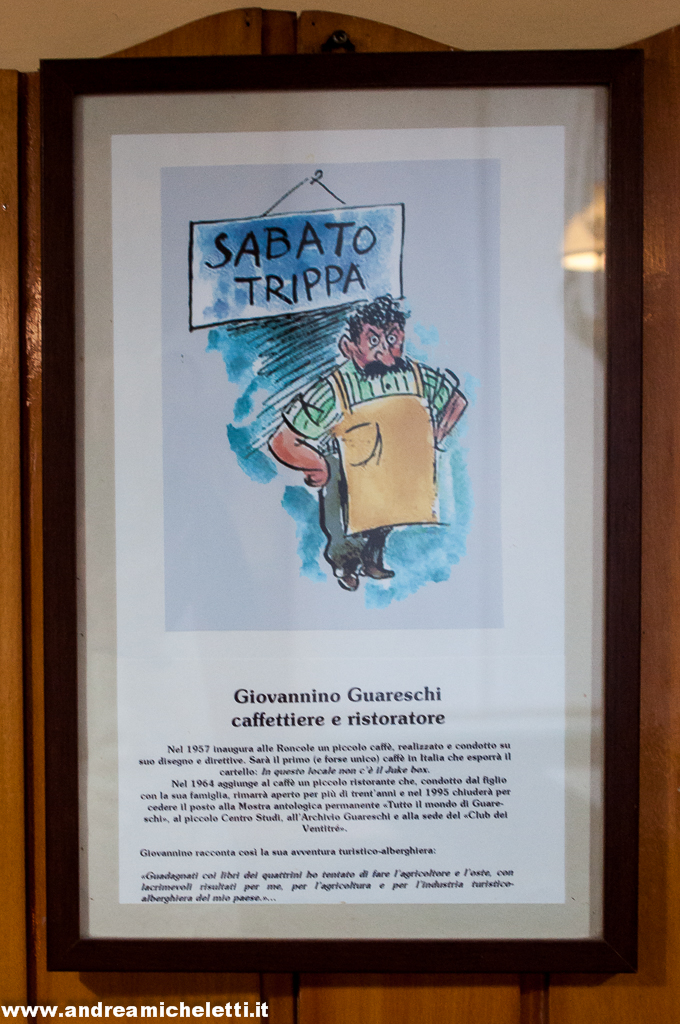 SABATO
TRIPPA
Giovannino Guareschi
caffettiere e ristoratore
Nel 1957 inaugura alle Roncole un piccolo caffè, realizzato e condotto su
suo disegno e direttive. Sarà il primo (e forse unico) caffè in Italia che esporrà il
cartello: In questo locale non c'è il Juke box.
Nel 1964 aggiunge al caffè un piccolo ristorante che, condotto dal figlio
con la sua famiglia, rimarrà aperto per più di trent'anni e nel 1995 chiuderà per
cedere il posto alla Mostra antologica permanente «Tutto il mondo di Guare-
schi», al piccolo Centro Studi, all'Archivio Guareschi e alla sede del «Club dei
Ventitré».
Giovannino racconta così la sua avventura turistico-alberghiera:
«Guadagnati coi libri dei quattrini ho tentato di fare l'agricoltore e l'oste, con
lacrimevoli risultati per me, per l'agricoltura e per l'industria turistico-
alberghiera del mio paese.»...
www.andreamicheletti.it